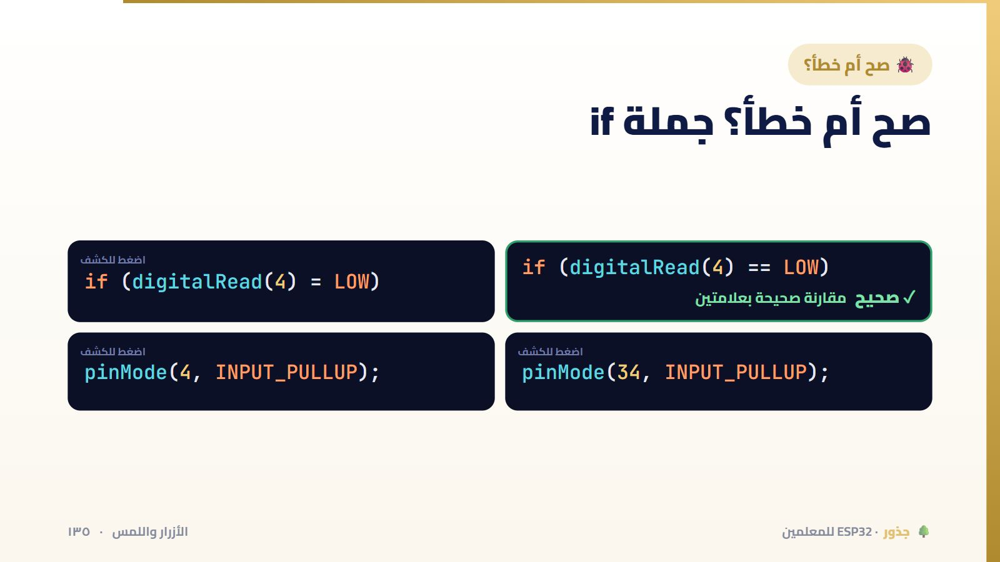 صح أم خطأ؟
صح أم خطأ؟ جملة if
if (digitalRead(4) == LOW)
✓ صحيح مقارنة صحيحة بعلامتين
اضغط للكشف
if (digitalRead(4) = LOW)
اضغط للكشف
pinMode(34, INPUT_PULLUP);
اضغط للكشف
pinMode(4, INPUT_PULLUP);
جذور · ESP32 للمعلمين
الأزرار واللمس · ١٣٥